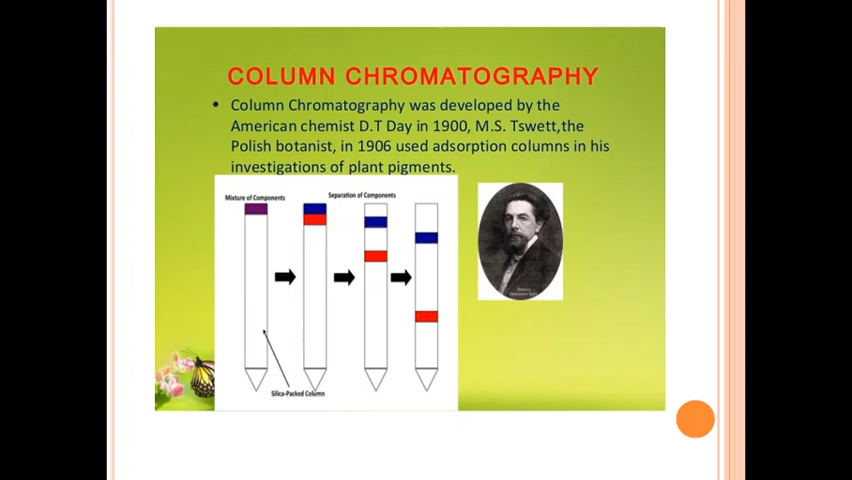 COLUMN CHROMATOGRAPHY
• Column Chromatography was developed by the
American chemist D.T Day in 1900, M.S. Tswett,the
Polish botanist, in 1906 used adsorption columns in his
investigations of plant pigments.
Mixture of Components
Separation of Components
Silica-Packed Column